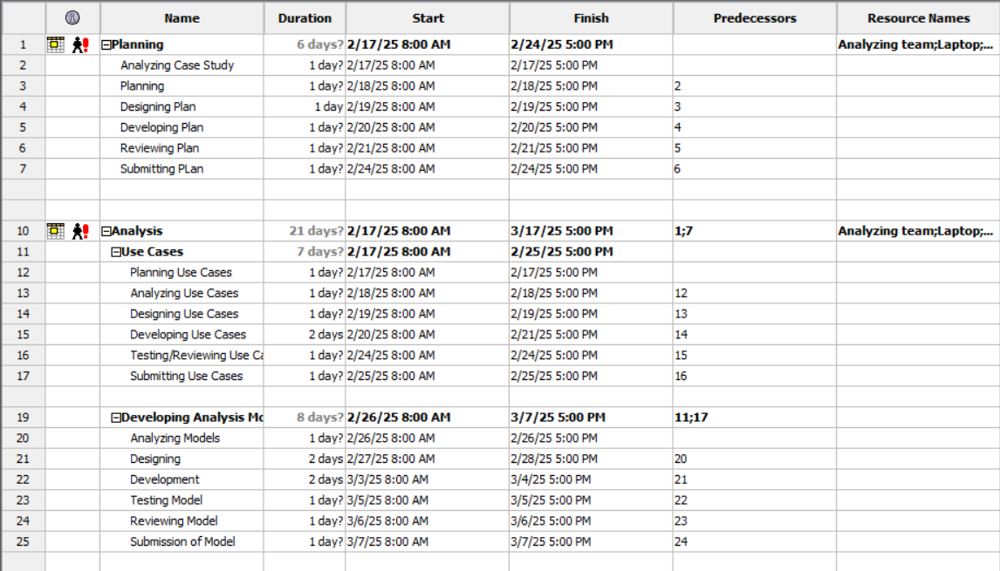 Name Duration Start Finish Predecessors Resource Names
1 Planning 6 days? 2/17/25 8:00 AM 2/24/25 5:00 PM Analyzing team;Laptop;...
2 Analyzing Case Study 1 day? 2/17/25 8:00 AM 2/17/25 5:00 PM
3 Planning 1 day? 2/18/25 8:00 AM 2/18/25 5:00 PM 2
4 Designing Plan 1 day 2/19/25 8:00 AM 2/19/25 5:00 PM 3
5 Developing Plan 1 day? 2/20/25 8:00 AM 2/20/25 5:00 PM 4
6 Reviewing Plan 1 day? 2/21/25 8:00 AM 2/21/25 5:00 PM 5
7 Submitting PLan 1 day? 2/24/25 8:00 AM 2/24/25 5:00 PM 6
10 Analysis 21 days? 2/17/25 8:00 AM 3/17/25 5:00 PM 1;7 Analyzing team;Laptop;...
11 Use Cases 7 days? 2/17/25 8:00 AM 2/25/25 5:00 PM
12 Planning Use Cases 1 day? 2/17/25 8:00 AM 2/17/25 5:00 PM
13 Analyzing Use Cases 1 day? 2/18/25 8:00 AM 2/18/25 5:00 PM 12
14 Designing Use Cases 1 day? 2/19/25 8:00 AM 2/19/25 5:00 PM 13
15 Developing Use Cases 2 days 2/20/25 8:00 AM 2/21/25 5:00 PM 14
16 Testing/Reviewing Use Ca 1 day? 2/24/25 8:00 AM 2/24/25 5:00 PM 15
17 Submitting Use Cases 1 day? 2/25/25 8:00 AM 2/25/25 5:00 PM 16
19 Developing Analysis Mo 8 days? 2/26/25 8:00 AM 3/7/25 5:00 PM 11;17
20 Analyzing Models 1 day? 2/26/25 8:00 AM 2/26/25 5:00 PM
21 Designing 2 days 2/27/25 8:00 AM 2/28/25 5:00 PM 20
22 Development 2 days 3/3/25 8:00 AM 3/4/25 5:00 PM 21
23 Testing Model 1 day? 3/5/25 8:00 AM 3/5/25 5:00 PM 22
24 Reviewing Model 1 day? 3/6/25 8:00 AM 3/6/25 5:00 PM 23
25 Submission of Model 1 day? 3/7/25 8:00 AM 3/7/25 5:00 PM 24